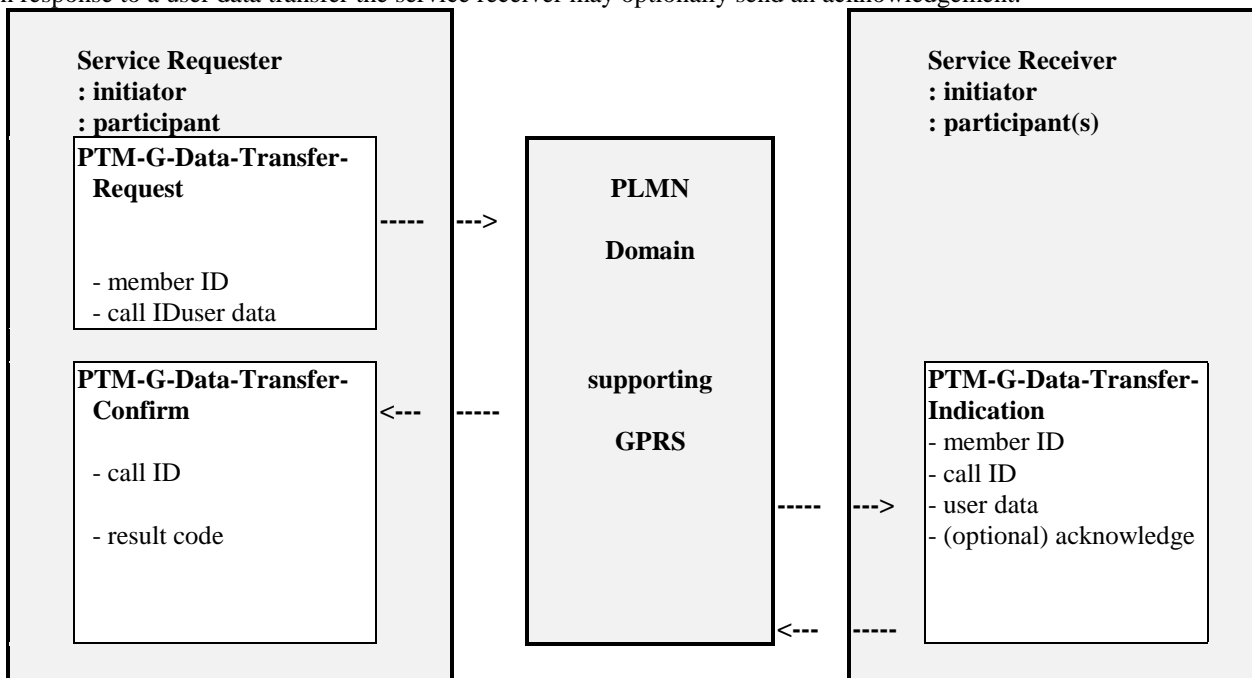 response to a user data transfer the service receiver may optionally send an acknowledgement.
Service Requester
: initiator
: participant
PTM-G-Data-Transfer-
Request
- member ID
- call IDuser data
PTM-G-Data-Transfer-
Confirm
- call ID
- result code
----- --->
<--- -----
PLMN
Domain
supporting
GPRS
----- --->
<--- -----
Service Receiver
: initiator
: participant(s)
PTM-G-Data-Transfer-
Indication
- member ID
- call ID
- user data
- (optional) acknowledge